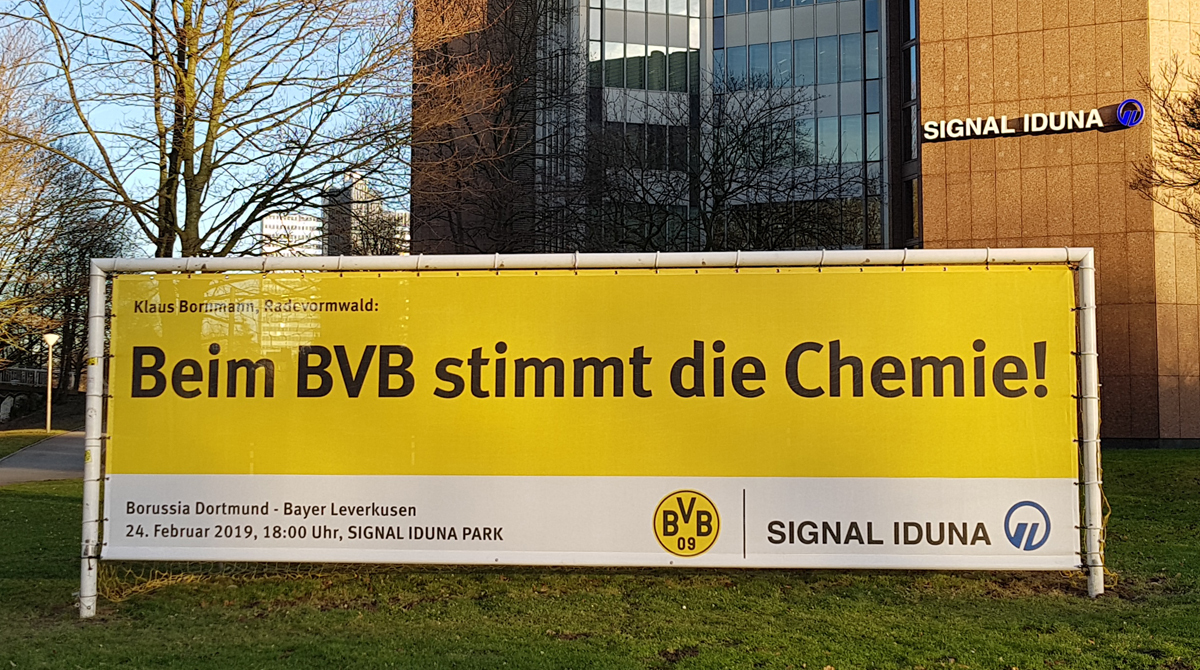 SIGNAL IDUNA
Klaus Bornmann, Radevormwald:
Beim BVB stimmt die Chemie!
Borussia Dortmund - Bayer Leverkusen
24. Februar 2019, 18:00 Uhr, SIGNAL IDUNA PARK
BVB
09
SIGNAL IDUNA